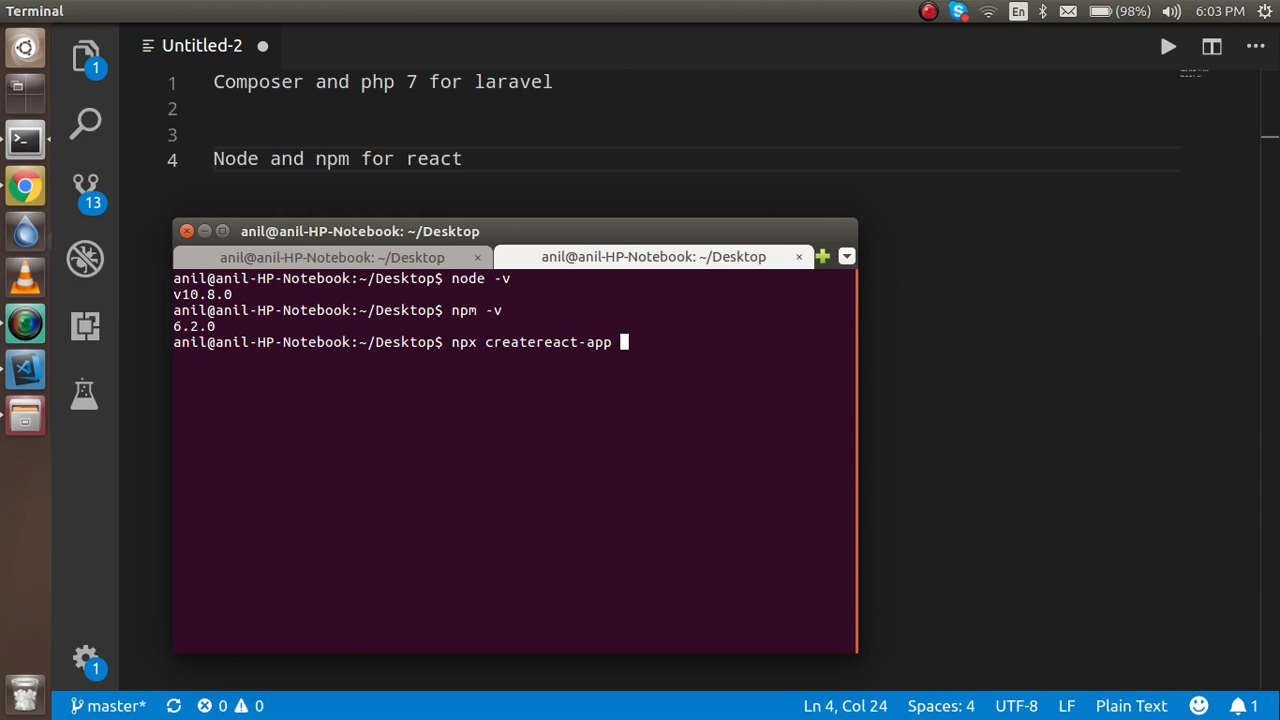 Terminal
En
(98%)
6:03 PM
Untitled-2
1
1 Composer and php 7 for laravel
2
3
4 Node and npm for react
13
anil@anil-HP-Notebook: ~/Desktop
anil@anil-HP-Notebook: ~/Desktop × anil@anil-HP-Notebook: ~/Desktop ×
anil@anil-HP-Notebook:~/Desktop$ node -v
v10.8.0
anil@anil-HP-Notebook:~/Desktop$ npm -v
6.2.0
anil@anil-HP-Notebook:~/Desktop$ npx createreact-app
1
master* 0 0 Ln 4, Col 24 Spaces: 4 UTF-8 LF Plain Text 1